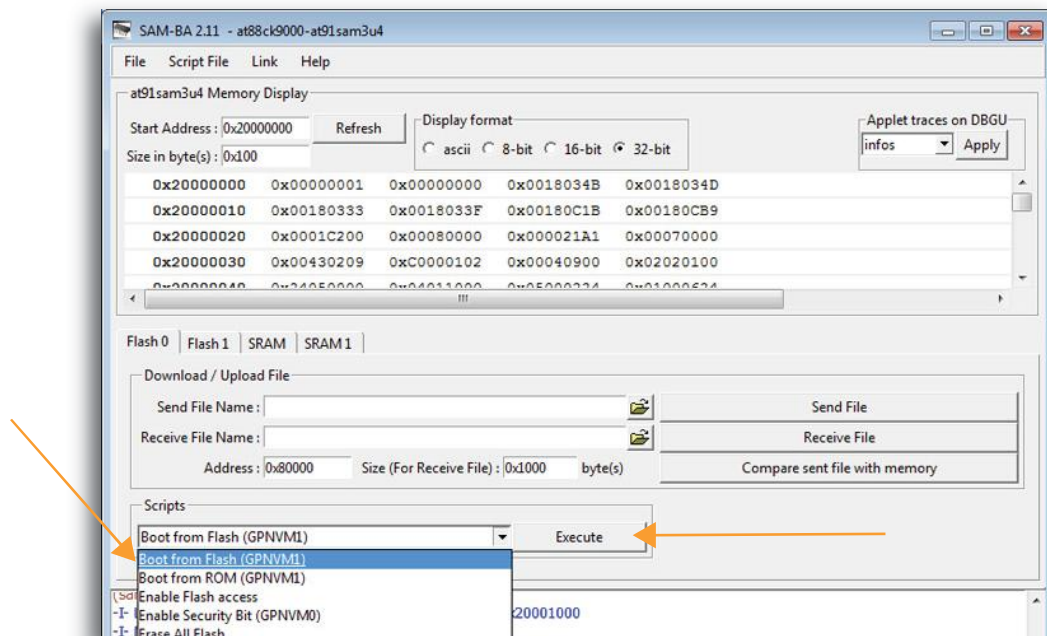 SAM-BA 2.11 - at88ck9000-at91sam3u4
File Script File Link Help
at91sam3u4 Memory Display
Start Address : 0x20000000 Refresh Display format Applet traces on DBGU
ascii 8-bit 16-bit 32-bit infos Apply
Size in byte(s) : 0x100
0x20000000 0x00000001 0x00000000 0x0018034B 0x0018034D
0x20000010 0x00180333 0x0018033F 0x00180C1B 0x00180CB9
0x20000020 0x0001C200 0x00080000 0x000021A1 0x00070000
0x20000030 0x00430209 0xC0000102 0x00040900 0x02020100
Flash 0 Flash 1 SRAM SRAM 1
Download / Upload File
Send File Name : Send File
Receive File Name : Receive File
Address : 0x80000 Size (For Receive File) : 0x1000 byte(s) Compare sent file with memory
Scripts
Boot from Flash (GPNVM1) Execute
Boot from Flash (GPNVM1)
Boot from ROM (GPNVM1)
Enable Flash access
-I- Enable Security Bit (GPNVM0) 20001000
-I- Erase All Flash